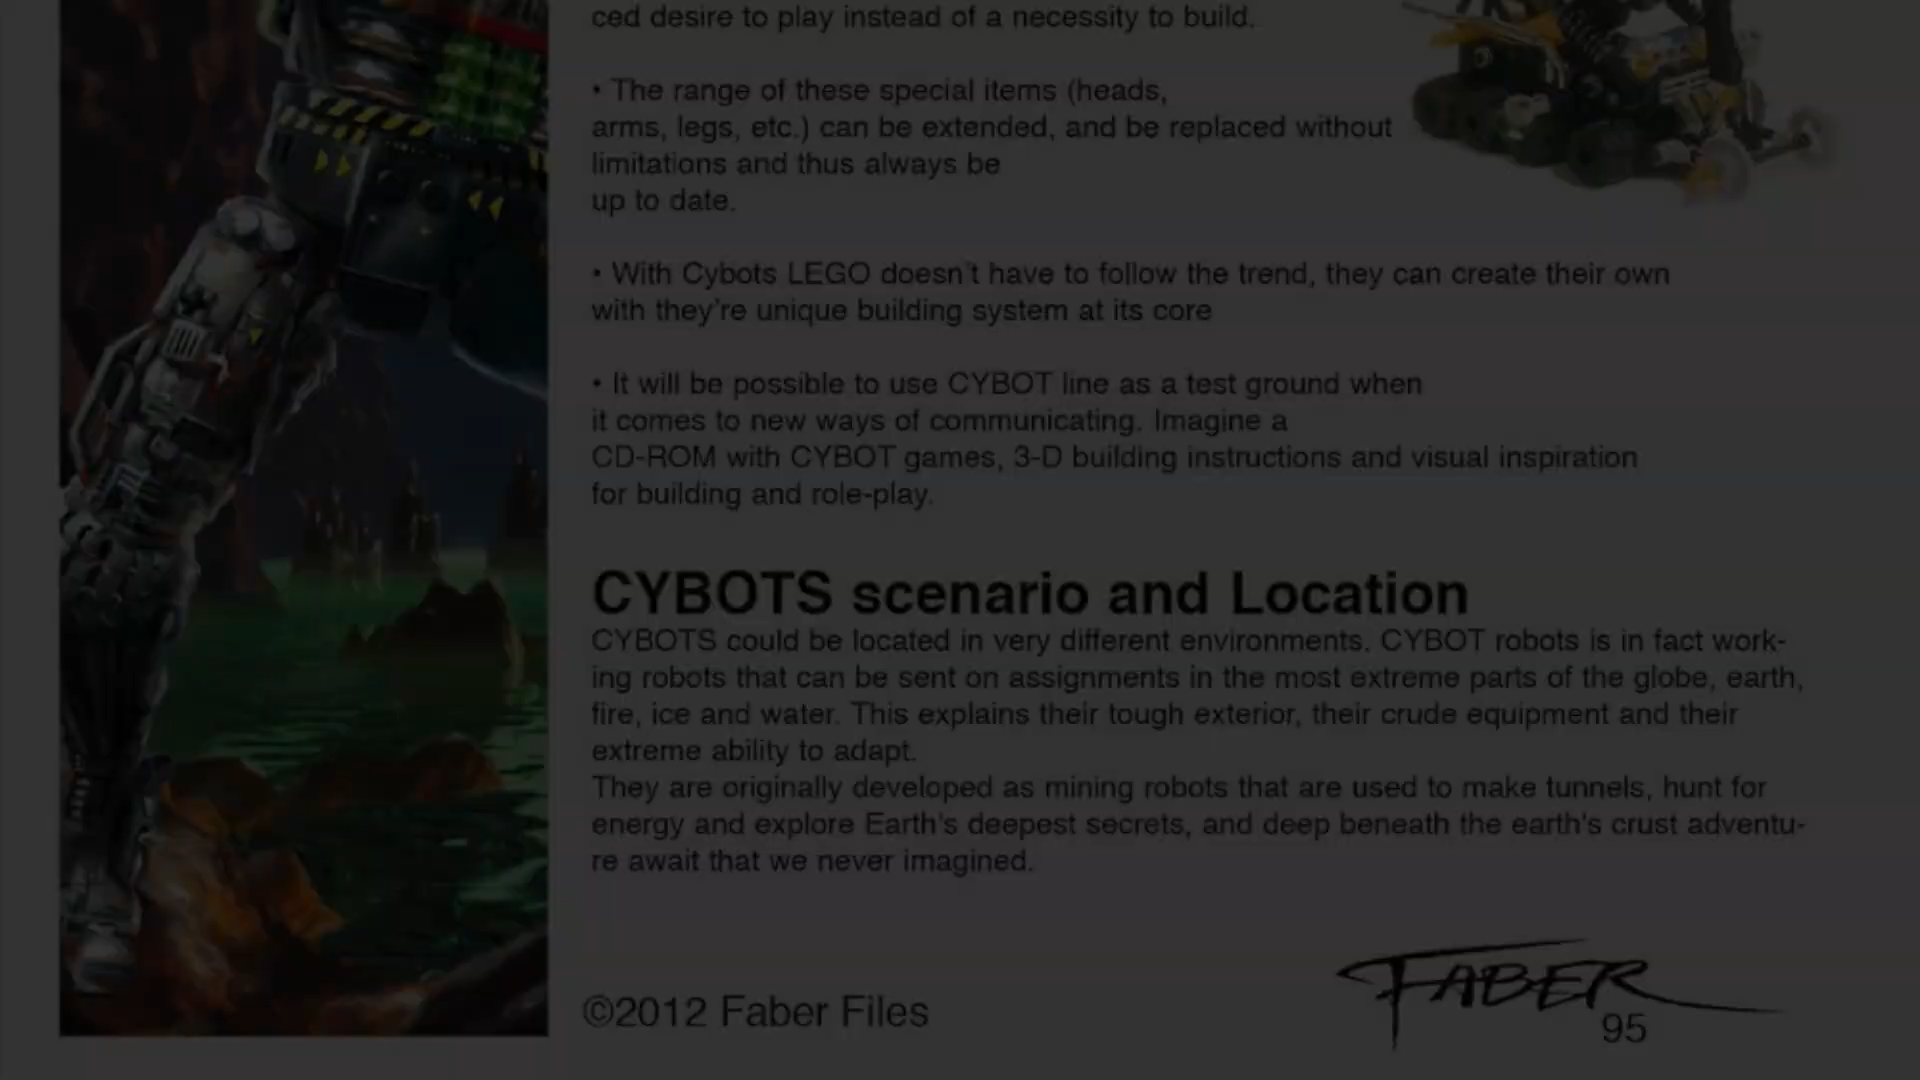 ced desire to play instead of a necessity to build.
• The range of these special items (heads,
arms, legs, etc.) can be extended, and be replaced without
limitations and thus always be
up to date.
• With Cybots LEGO doesn't have to follow the trend, they can create their own
with they're unique building system at its core
• It will be possible to use CYBOT line as a test ground when
it comes to new ways of communicating. Imagine a
CD-ROM with CYBOT games, 3-D building instructions and visual inspiration
for building and role-play.
CYBOTS scenario and Location
CYBOTS could be located in very different environments. CYBOT robots is in fact work-
ing robots that can be sent on assignments in the most extreme parts of the globe, earth,
fire, ice and water. This explains their tough exterior, their crude equipment and their
extreme ability to adapt.
They are originally developed as mining robots that are used to make tunnels, hunt for
energy and explore Earth's deepest secrets, and deep beneath the earth's crust adventu-
re await that we never imagined.
©2012 Faber Files
FABER
95